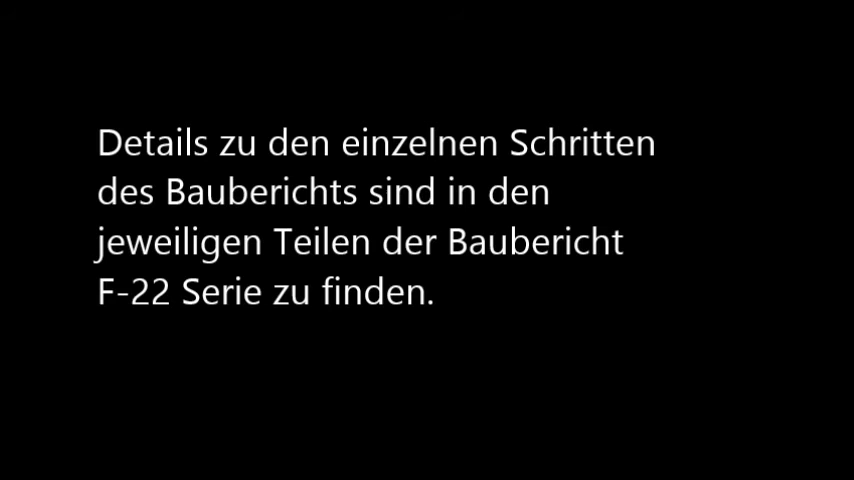 Details zu den einzelnen Schritten
des Bauberichts sind in den
jeweiligen Teilen der Baubericht
F-22 Serie zu finden.